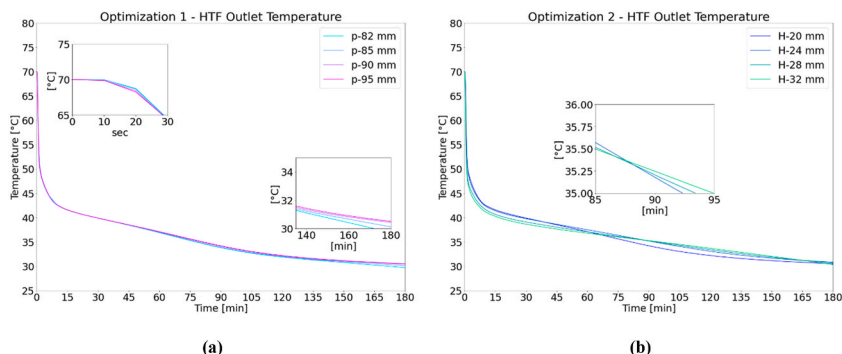 Optimization 1 - HTF Outlet Temperature
p-82 mm
p-85 mm
p-90 mm
p-95 mm
75
70
65
[°C]
0 10 20 30
sec
34
32
30
[°C]
140 160 180
[min]
80
75
70
65
60
55
50
45
40
35
30
25
Temperature [°C]
0 15 30 45 60 75 90 105 120 135 150 165 180
Time [min]
(a)
Optimization 2 - HTF Outlet Temperature
H-20 mm
H-24 mm
H-28 mm
H-32 mm
36.00
35.75
35.50
35.25
35.00
[°C]
85 90 95
[min]
80
75
70
65
60
55
50
45
40
35
30
25
Temperature [°C]
0 15 30 45 60 75 90 105 120 135 150 165 180
Time [min]
(b)